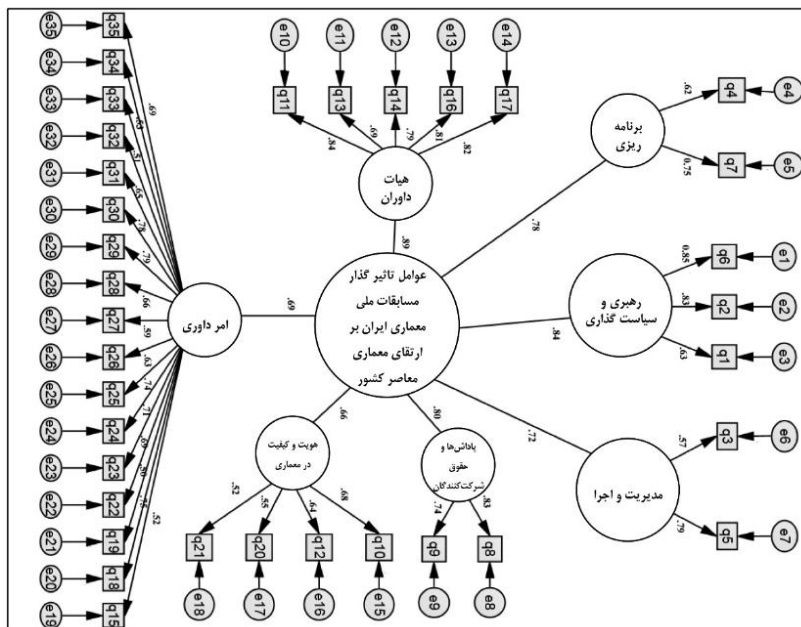 عوامل تاثیر گذار
مسابقات ملی
معماری ایران بر
ارتقای معماری
معاصر کشور
.89
هیات
داوران
.84
.69
.79
.81
.82
q11
q13
q14
q16
q17
e10
e11
e12
e13
e14
.78
برنامه
ریزی
.62
0.75
q4
q7
e4
e5
.84
رهبری و
سیاست گذاری
0.85
.83
.63
q6
q2
q1
e1
e2
e3
.72
مدیریت و اجرا
.57
.79
q3
q5
e6
e7
.80
پاداش‌ها و
حقوق
شرکت‌کنندگان
.74
.83
q9
q8
e9
e8
.66
هویت و کیفیت
در معماری
.52
.55
.64
.68
q21
q20
q12
q10
e18
e17
e16
e15
.69
امر داوری
.69
.63
.51
.65
.78
.79
.66
.59
.63
.74
.71
.69
.52
q35
q34
q33
q32
q31
q30
q29
q28
q27
q26
q25
q24
q23
q22
q19
q18
q15
e35
e34
e33
e32
e31
e30
e29
e28
e27
e26
e25
e24
e23
e22
e21
e20
e19